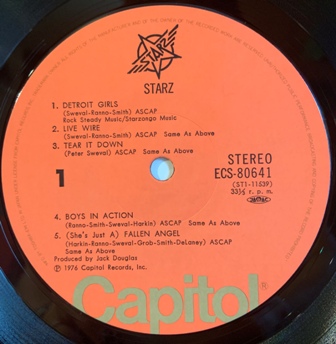 STARZ
1. DETROIT GIRLS
(Sweval-Ranno-Smith) ASCAP
Rock Steady Music/Starzongo Music
2. LIVE WIRE
(Sweval-Ranno-Smith) ASCAP Same As Above
3. TEAR IT DOWN
(Peter Sweval) ASCAP Same As Above
1
STEREO
ECS-80641
(ST1-11539)
33⅓ r. p. m.
4. BOYS IN ACTION
(Ranno-Smith-Harkin) ASCAP Same As Above
5. (She's Just A) FALLEN ANGEL
(Harkin-Ranno-Sweval-Grob-Smith-DeLaney) ASCAP
Same As Above
Produced by Jack Douglas
Ⓟ 1976 Capitol Records, Inc.
Capitol®